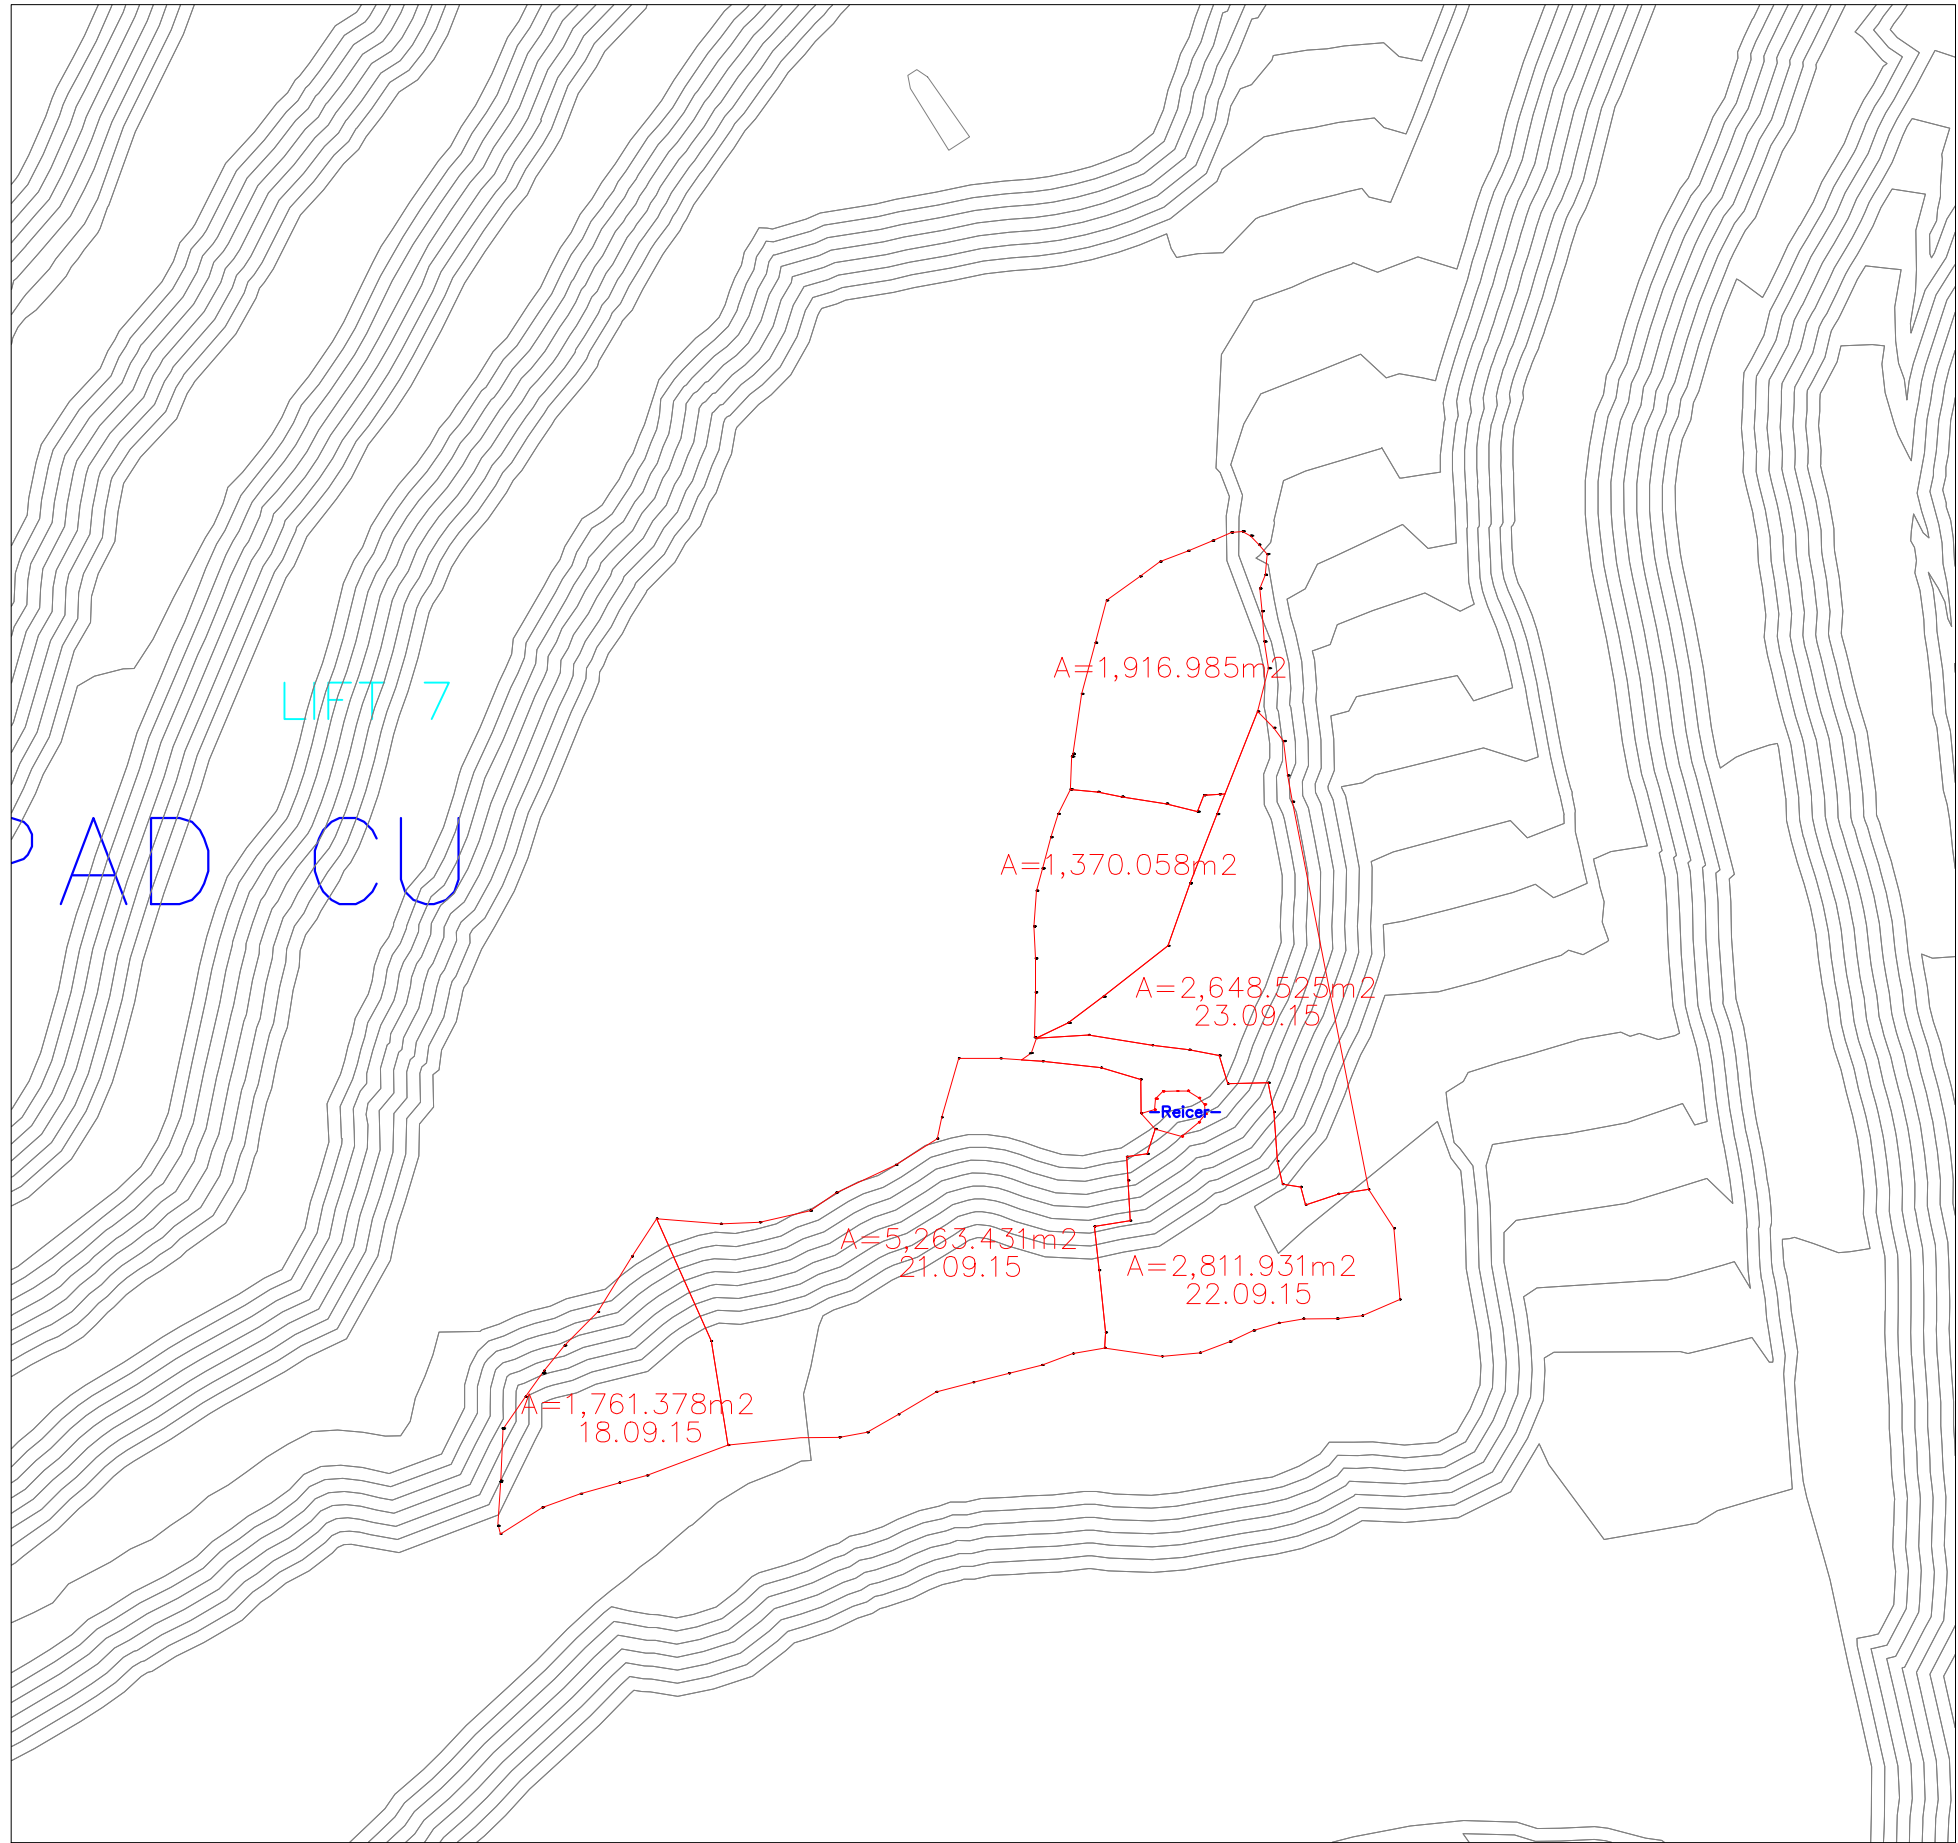 A=1,916.985m2
LIFT 7
PAD CU
A=1,370.058m2
A=2,648.525m2
23.09.15
-Reicer-
A=5,263.431m2
21.09.15
A=2,811.931m2
22.09.15
A=1,761.378m2
18.09.15